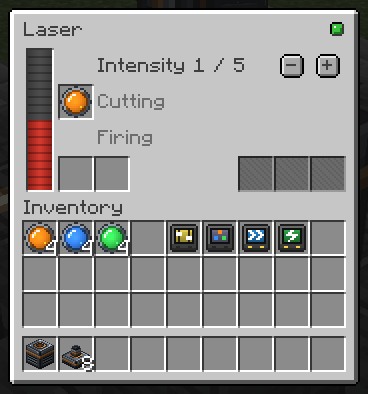 Laser
Intensity 1 / 5
Cutting
Firing
Inventory
4 4 4
8